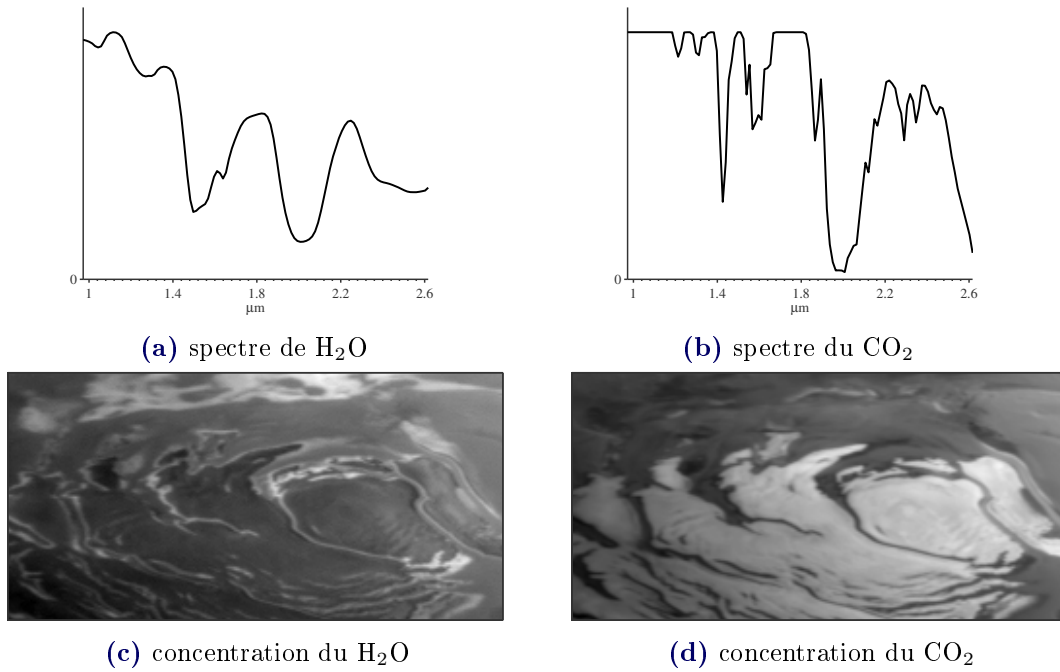 0
1 1.4 1.8 2.2 2.6
µm
(a) spectre de H₂O
0
1 1.4 1.8 2.2 2.6
µm
(b) spectre du CO₂
(c) concentration du H₂O
(d) concentration du CO₂